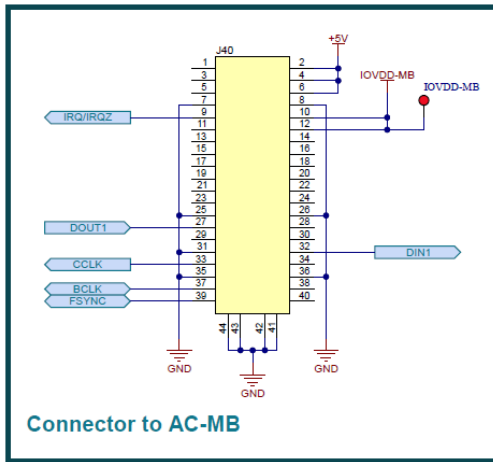 J40
+5V
IOVDD-MB
IOVDD-MB
1 2
3 4
5 6
7 8
IRQ/IRQZ 9 10
11 12
13 14
15 16
17 18
19 20
21 22
23 24
25 26
DOUT1 27 28
29 30
31 32 DIN1
CCLK 33 34
35 36
BCLK 37 38
FSYNC 39 40
44 43 42 41
GND GND
GND
Connector to AC-MB